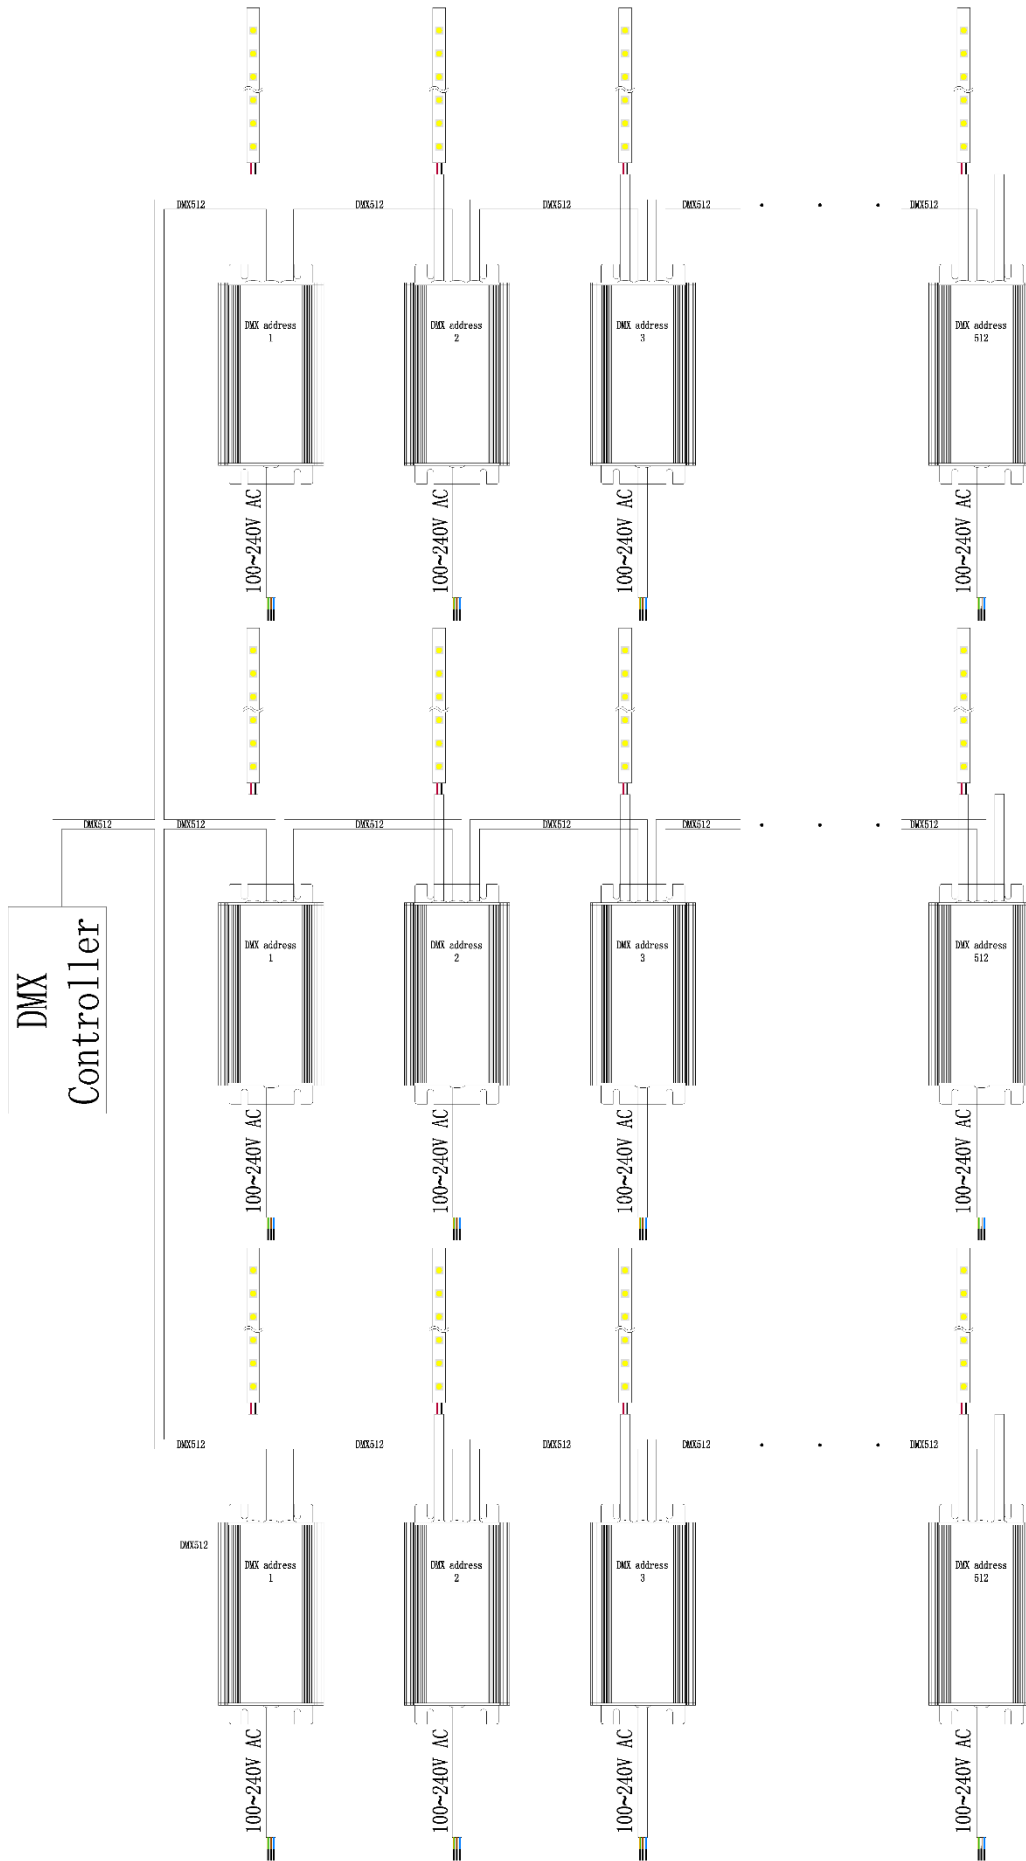 DMX512
DMX512
DMX512
DMX512
DMX512
DMX address
1
DMX address
2
DMX address
3
DMX address
512
100~240V AC
100~240V AC
100~240V AC
100~240V AC
DMX512
DMX512
DMX512
DMX512
DMX512
DMX512
DMX
Controller
DMX address
1
DMX address
2
DMX address
3
DMX address
512
100~240V AC
100~240V AC
100~240V AC
100~240V AC
DMX512
DMX512
DMX512
DMX512
DMX512
DMX512
DMX address
1
DMX address
2
DMX address
3
DMX address
512
100~240V AC
100~240V AC
100~240V AC
100~240V AC